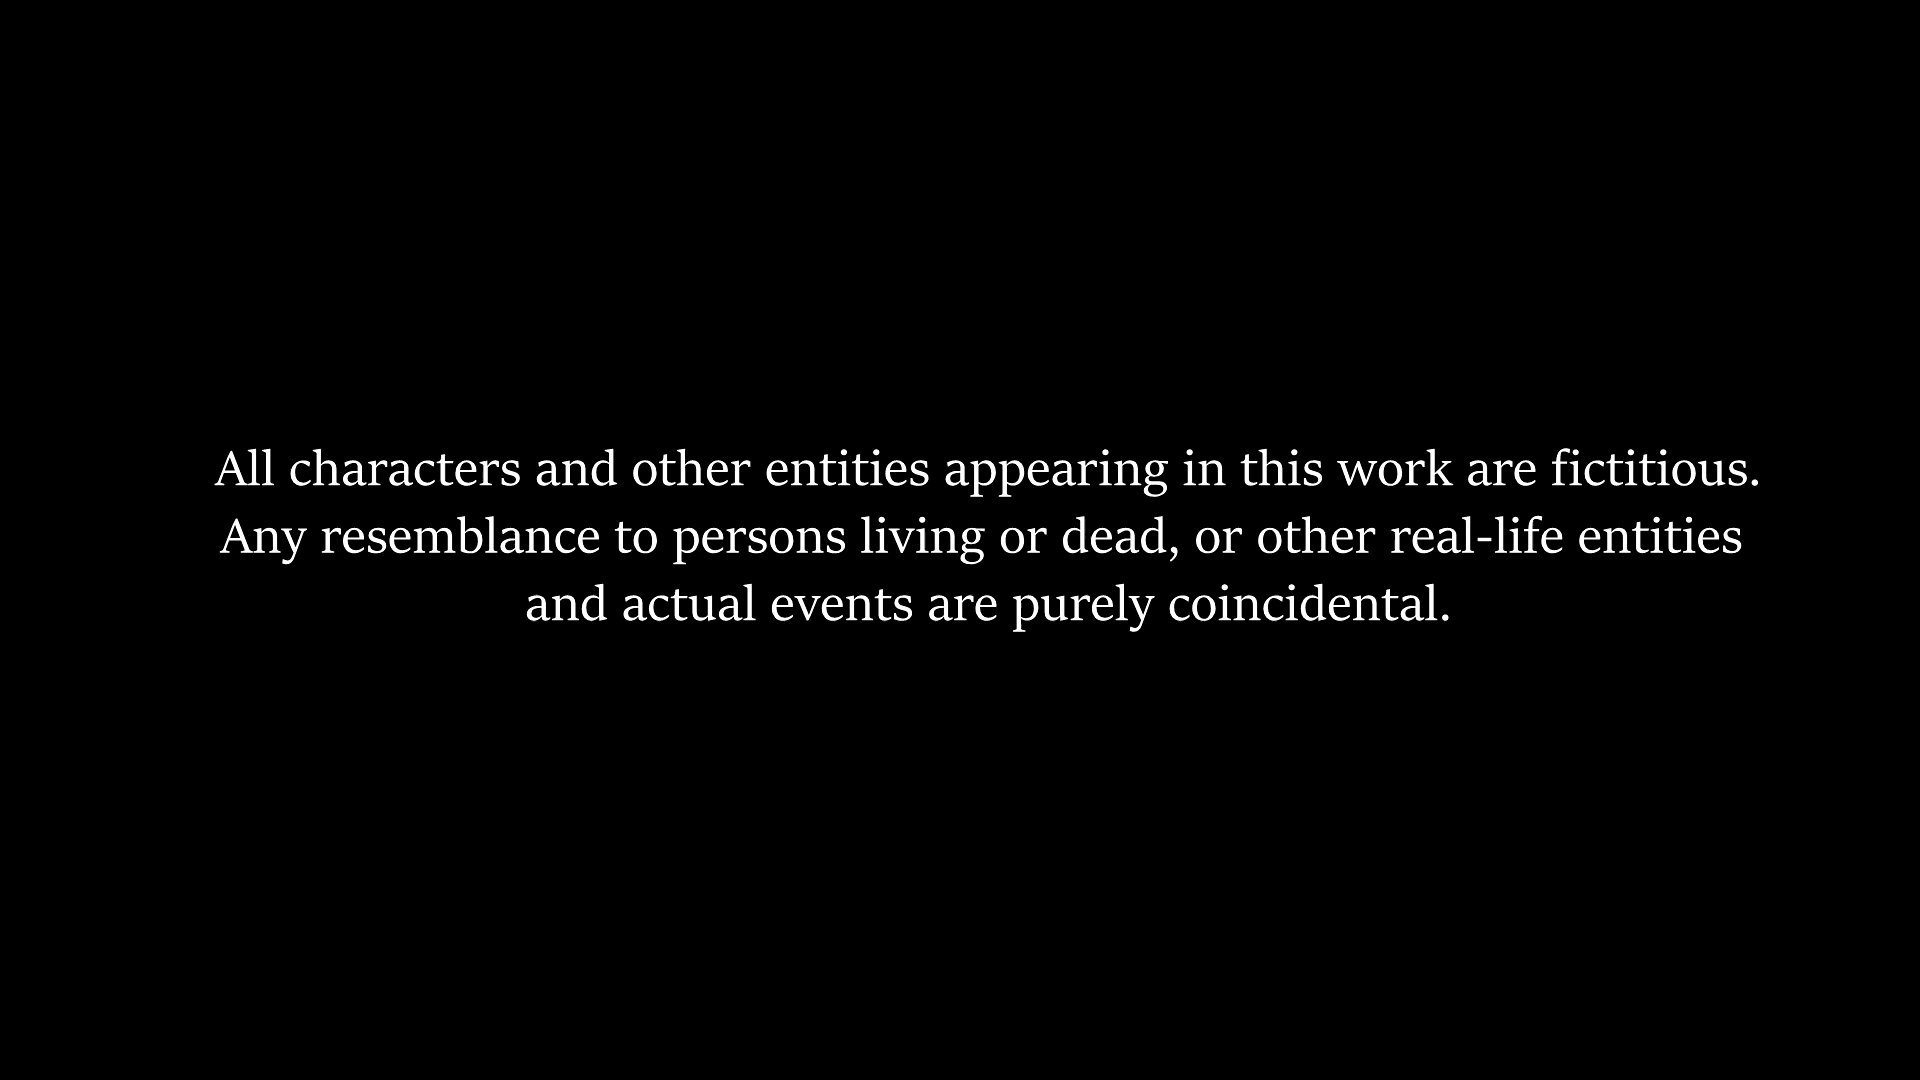 All characters and other entities appearing in this work are fictitious.
Any resemblance to persons living or dead, or other real-life entities
and actual events are purely coincidental.